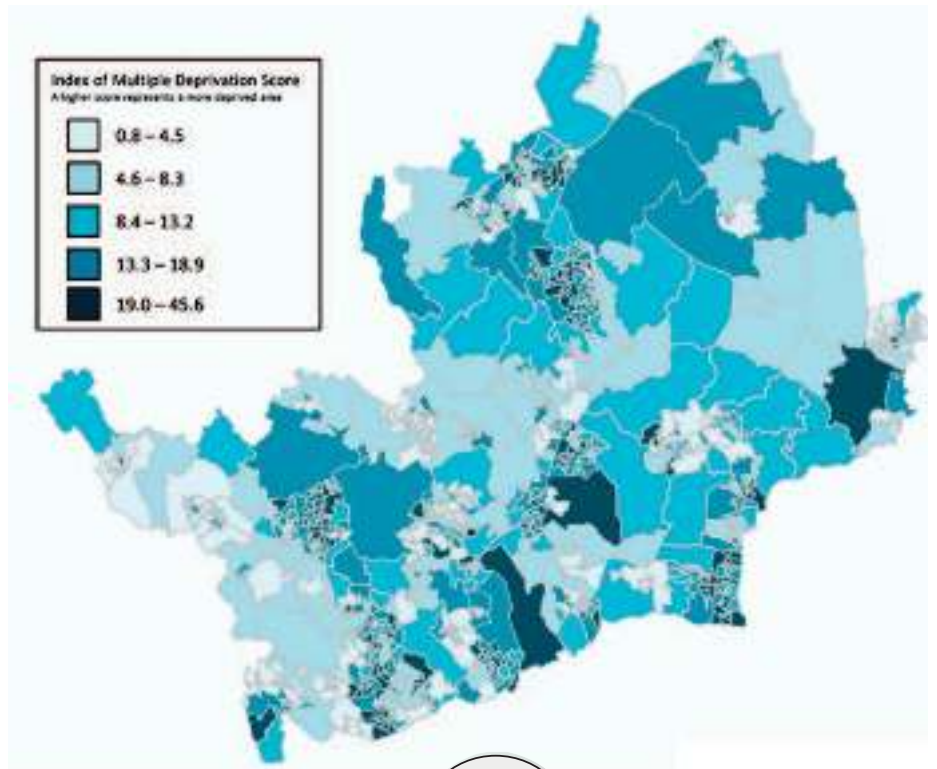 Index of Multiple Deprivation Score
A higher score represents a more deprived area
0.8 – 4.5
4.6 – 8.3
8.4 – 13.2
13.3 – 18.9
19.0 – 45.6